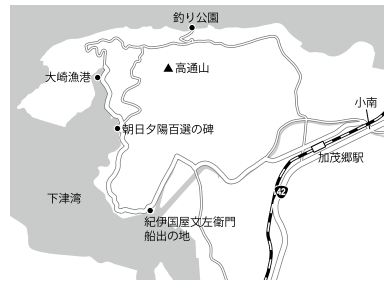 釣り公園
高通山
大崎漁港
小南
朝日夕陽百選の碑
加茂郷駅
42
下津湾
紀伊国屋文左衛門
船出の地